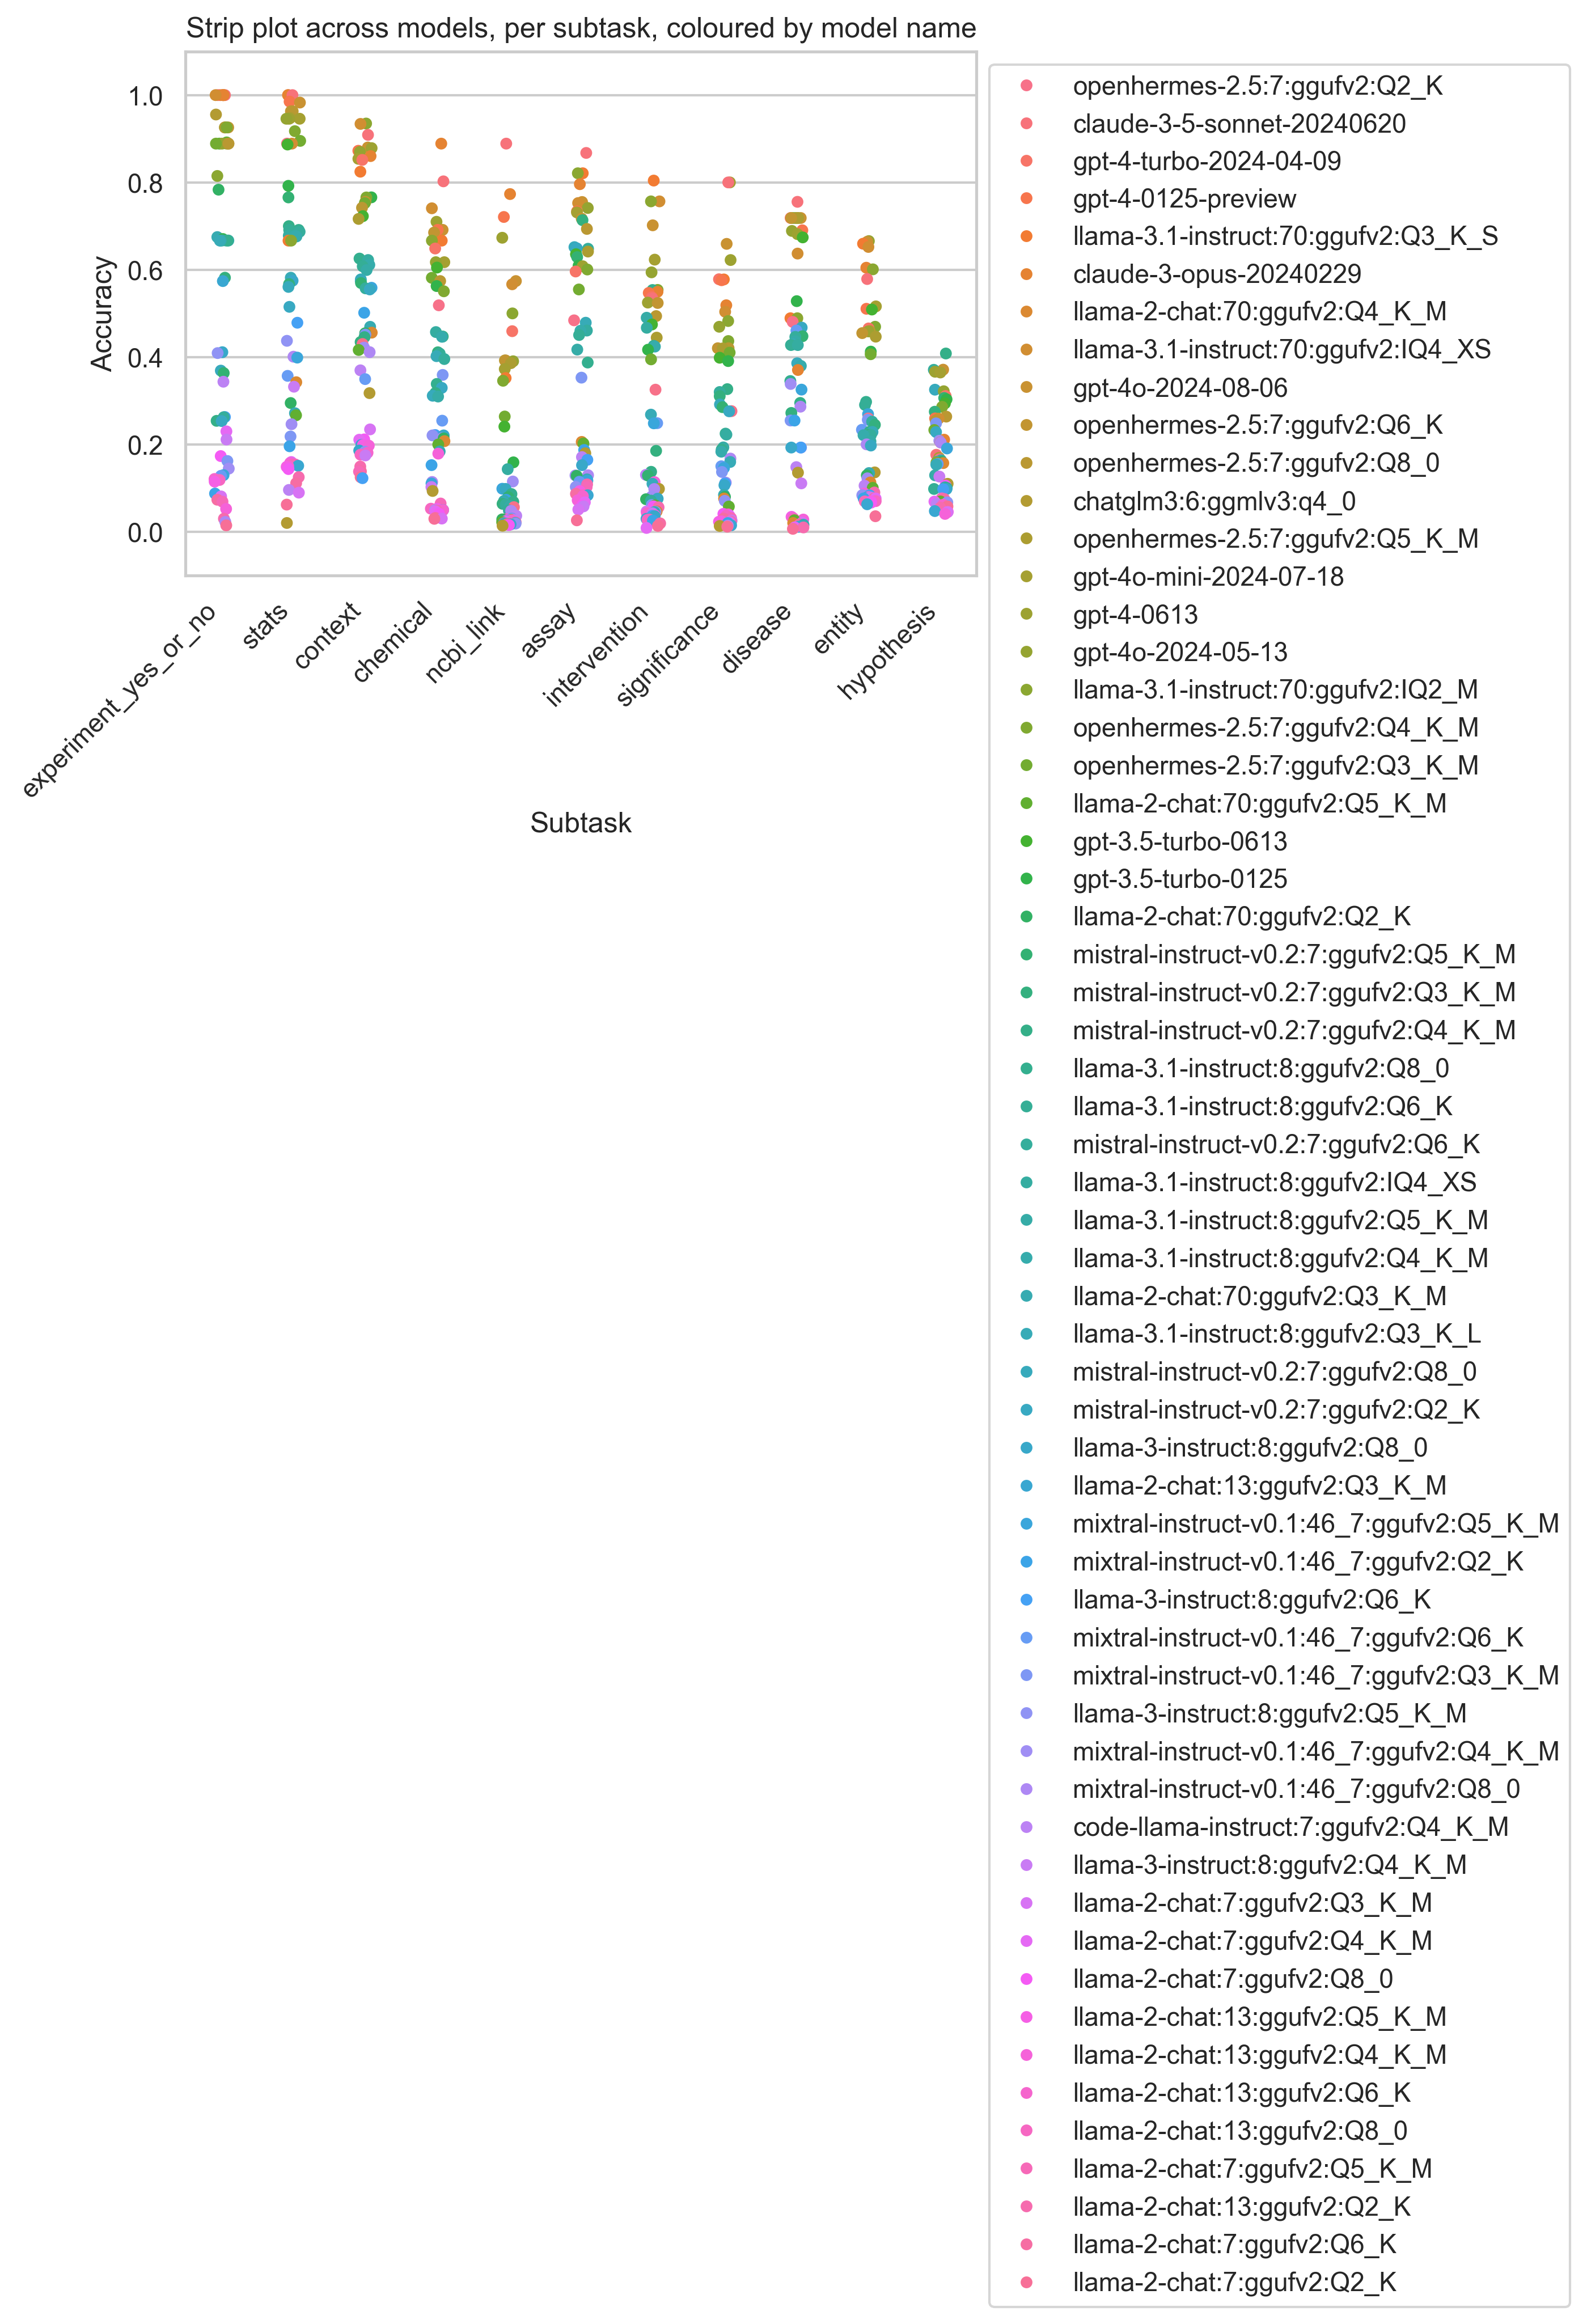 Strip plot across models, per subtask, coloured by model name
1.0
0.8
0.6
0.4
0.2
0.0
Accuracy
experiment_yes_or_no
stats
context
chemical
ncbi_link
assay
intervention
significance
disease
entity
hypothesis
Subtask
openhermes-2.5:7:ggufv2:Q2_K
claude-3-5-sonnet-20240620
gpt-4-turbo-2024-04-09
gpt-4-0125-preview
llama-3.1-instruct:70:ggufv2:Q3_K_S
claude-3-opus-20240229
llama-2-chat:70:ggufv2:Q4_K_M
llama-3.1-instruct:70:ggufv2:IQ4_XS
gpt-4o-2024-08-06
openhermes-2.5:7:ggufv2:Q6_K
openhermes-2.5:7:ggufv2:Q8_0
chatglm3:6:ggmlv3:q4_0
openhermes-2.5:7:ggufv2:Q5_K_M
gpt-4o-mini-2024-07-18
gpt-4-0613
gpt-4o-2024-05-13
llama-3.1-instruct:70:ggufv2:IQ2_M
openhermes-2.5:7:ggufv2:Q4_K_M
openhermes-2.5:7:ggufv2:Q3_K_M
llama-2-chat:70:ggufv2:Q5_K_M
gpt-3.5-turbo-0613
gpt-3.5-turbo-0125
llama-2-chat:70:ggufv2:Q2_K
mistral-instruct-v0.2:7:ggufv2:Q5_K_M
mistral-instruct-v0.2:7:ggufv2:Q3_K_M
mistral-instruct-v0.2:7:ggufv2:Q4_K_M
llama-3.1-instruct:8:ggufv2:Q8_0
llama-3.1-instruct:8:ggufv2:Q6_K
mistral-instruct-v0.2:7:ggufv2:Q6_K
llama-3.1-instruct:8:ggufv2:IQ4_XS
llama-3.1-instruct:8:ggufv2:Q5_K_M
llama-3.1-instruct:8:ggufv2:Q4_K_M
llama-2-chat:70:ggufv2:Q3_K_M
llama-3.1-instruct:8:ggufv2:Q3_K_L
mistral-instruct-v0.2:7:ggufv2:Q8_0
mistral-instruct-v0.2:7:ggufv2:Q2_K
llama-3-instruct:8:ggufv2:Q8_0
llama-2-chat:13:ggufv2:Q3_K_M
mixtral-instruct-v0.1:46_7:ggufv2:Q5_K_M
mixtral-instruct-v0.1:46_7:ggufv2:Q2_K
llama-3-instruct:8:ggufv2:Q6_K
mixtral-instruct-v0.1:46_7:ggufv2:Q6_K
mixtral-instruct-v0.1:46_7:ggufv2:Q3_K_M
llama-3-instruct:8:ggufv2:Q5_K_M
mixtral-instruct-v0.1:46_7:ggufv2:Q4_K_M
mixtral-instruct-v0.1:46_7:ggufv2:Q8_0
code-llama-instruct:7:ggufv2:Q4_K_M
llama-3-instruct:8:ggufv2:Q4_K_M
llama-2-chat:7:ggufv2:Q3_K_M
llama-2-chat:7:ggufv2:Q4_K_M
llama-2-chat:7:ggufv2:Q8_0
llama-2-chat:13:ggufv2:Q5_K_M
llama-2-chat:13:ggufv2:Q4_K_M
llama-2-chat:13:ggufv2:Q6_K
llama-2-chat:13:ggufv2:Q8_0
llama-2-chat:7:ggufv2:Q5_K_M
llama-2-chat:13:ggufv2:Q2_K
llama-2-chat:7:ggufv2:Q6_K
llama-2-chat:7:ggufv2:Q2_K